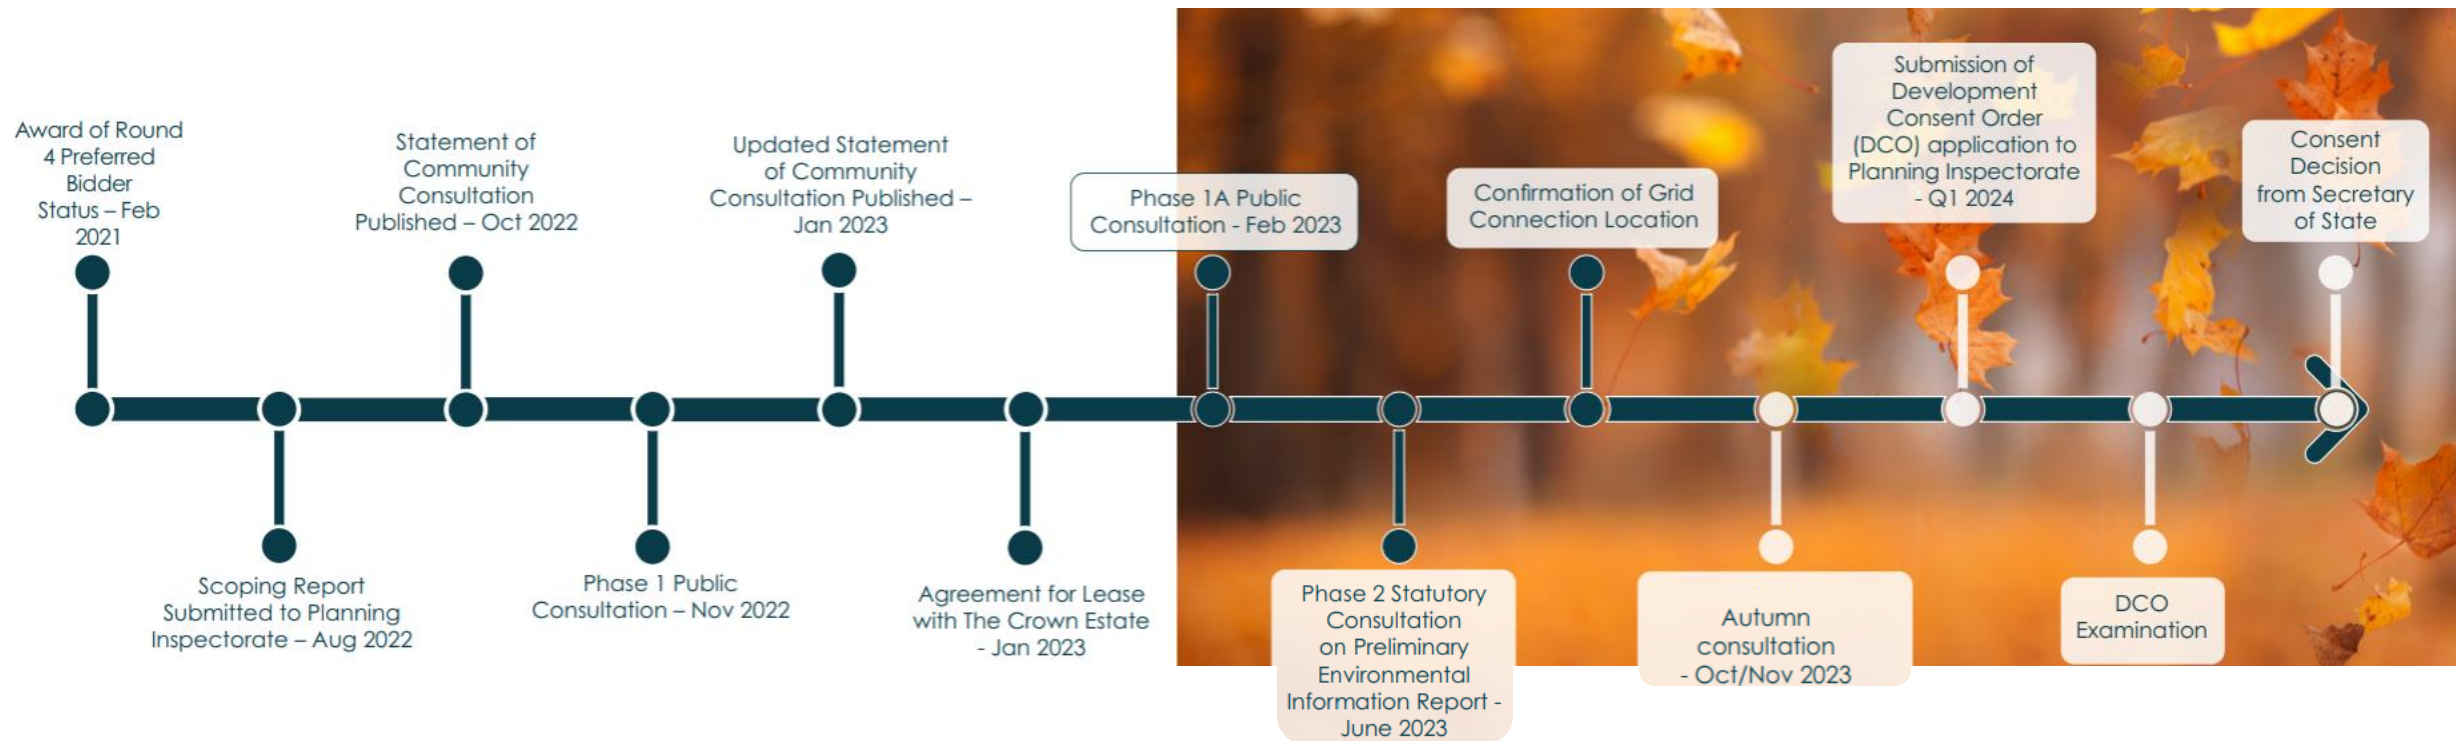 Award of Round
4 Preferred
Bidder
Status – Feb
2021
Scoping Report
Submitted to Planning
Inspectorate – Aug 2022
Statement of
Community
Consultation
Published – Oct 2022
Phase 1 Public
Consultation – Nov 2022
Updated Statement
of Community
Consultation Published –
Jan 2023
Agreement for Lease
with The Crown Estate
- Jan 2023
Phase 1A Public
Consultation - Feb 2023
Phase 2 Statutory
Consultation
on Preliminary
Environmental
Information Report -
June 2023
Confirmation of Grid
Connection Location
Autumn
consultation
- Oct/Nov 2023
Submission of
Development
Consent Order
(DCO) application to
Planning Inspectorate
- Q1 2024
DCO
Examination
Consent
Decision
from Secretary
of State